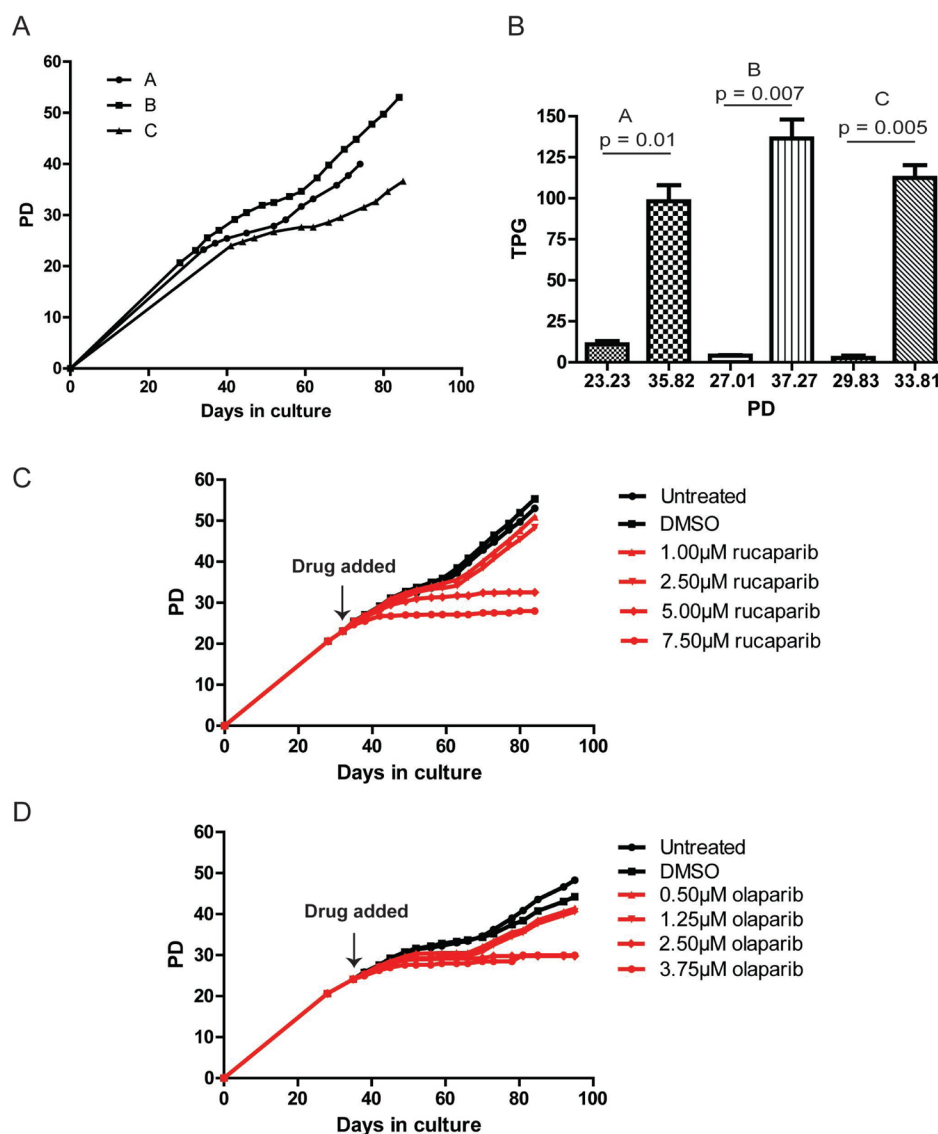 A
60
50
40
30
20
10
0
PD
A
B
C
0 20 40 60 80 100
Days in culture
B
150
125
100
75
50
25
0
TPG
A
p = 0.01
B
p = 0.007
C
p = 0.005
23.23 35.82 27.01 37.27 29.83 33.81
PD
C
60
50
40
30
20
10
0
PD
Drug added
0 20 40 60 80 100
Days in culture
Untreated
DMSO
1.00µM rucaparib
2.50µM rucaparib
5.00µM rucaparib
7.50µM rucaparib
D
60
50
40
30
20
10
0
PD
Drug added
0 20 40 60 80 100
Days in culture
Untreated
DMSO
0.50µM olaparib
1.25µM olaparib
2.50µM olaparib
3.75µM olaparib